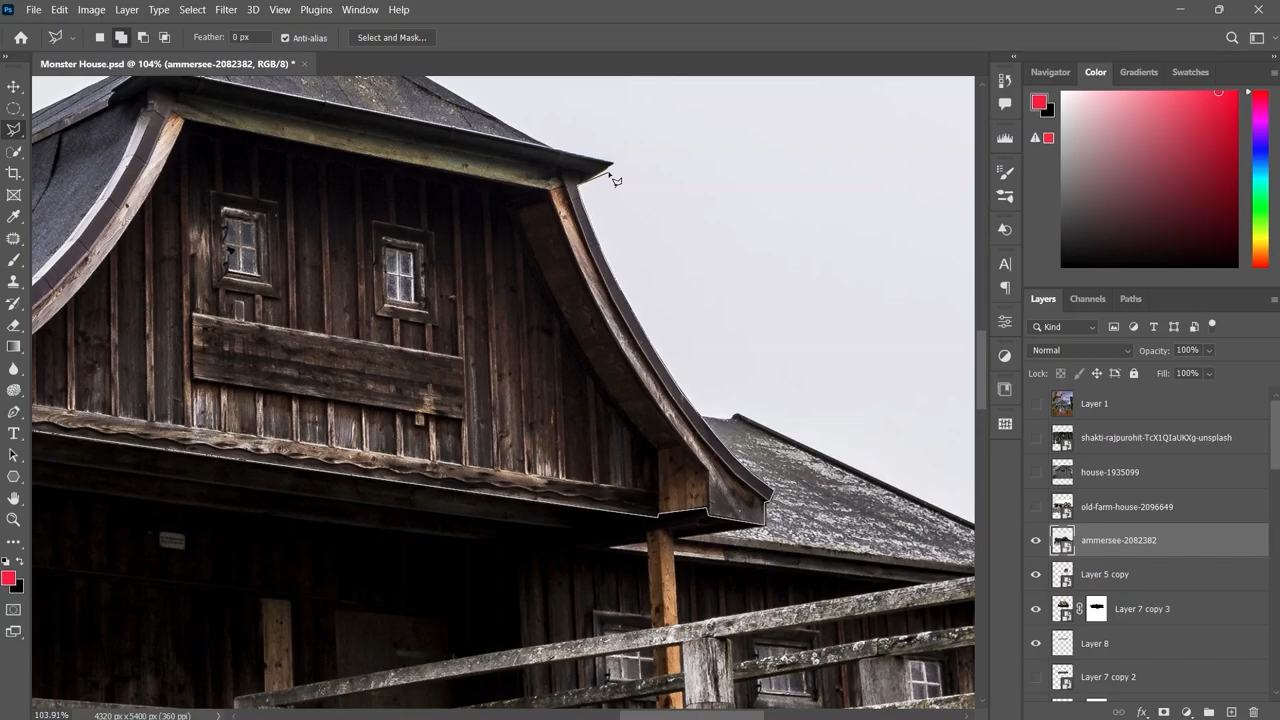 Ps File Edit Image Layer Type Select Filter 3D View Plugins Window Help
Feather: 0 px Anti-alias Select and Mask...
Monster House.psd @ 104% (ammersee-2082382, RGB/8) *
Navigator Color Gradients Swatches
Layers Channels Paths
Kind
Normal Opacity: 100%
Lock: Fill: 100%
Layer 1
shakti-rajpurohit-TcX1QIaUKXg-unsplash
house-1935099
old-farm-house-2096649
ammersee-2082382
Layer 5 copy
Layer 7 copy 3
Layer 8
Layer 7 copy 2
103.91% 4320 px x 5400 px (360 ppi)